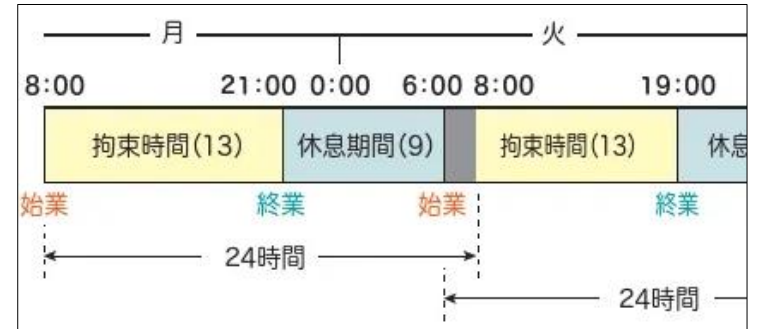 月 火
8:00 21:00 0:00 6:00 8:00 19:00
拘束時間(13) 休息期間(9) 拘束時間(13) 休息
始業 終業 始業 終業
24時間
24時間